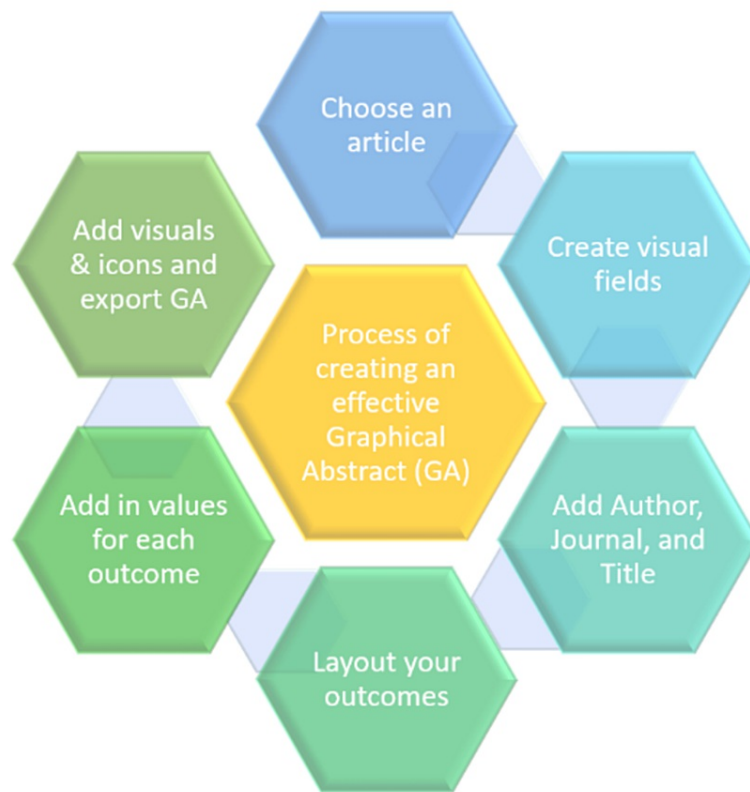 Choose an
article
Create visual
fields
Add Author,
Journal, and
Title
Layout your
outcomes
Add in values
for each
outcome
Add visuals
& icons and
export GA
Process of
creating an
effective
Graphical
Abstract (GA)